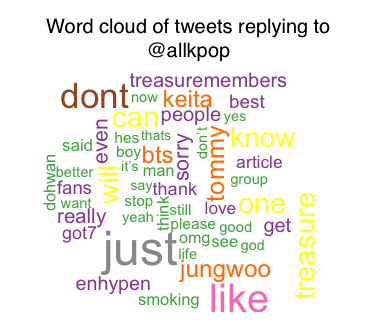 Word cloud of tweets replying to
@allkpop
treasuremembers
dont
now
keita
best
can
people
yes
even
hes
thats
know
said
boy
bts
sorry
don't
tommy
it's
man
article
dohwan
better
will
say
thank
group
fans
want
stop
think
still
love
one
treasure
really
yeah
please
good
get
got7
just
omg
see
god
life
jungwoo
enhypen
smoking
like